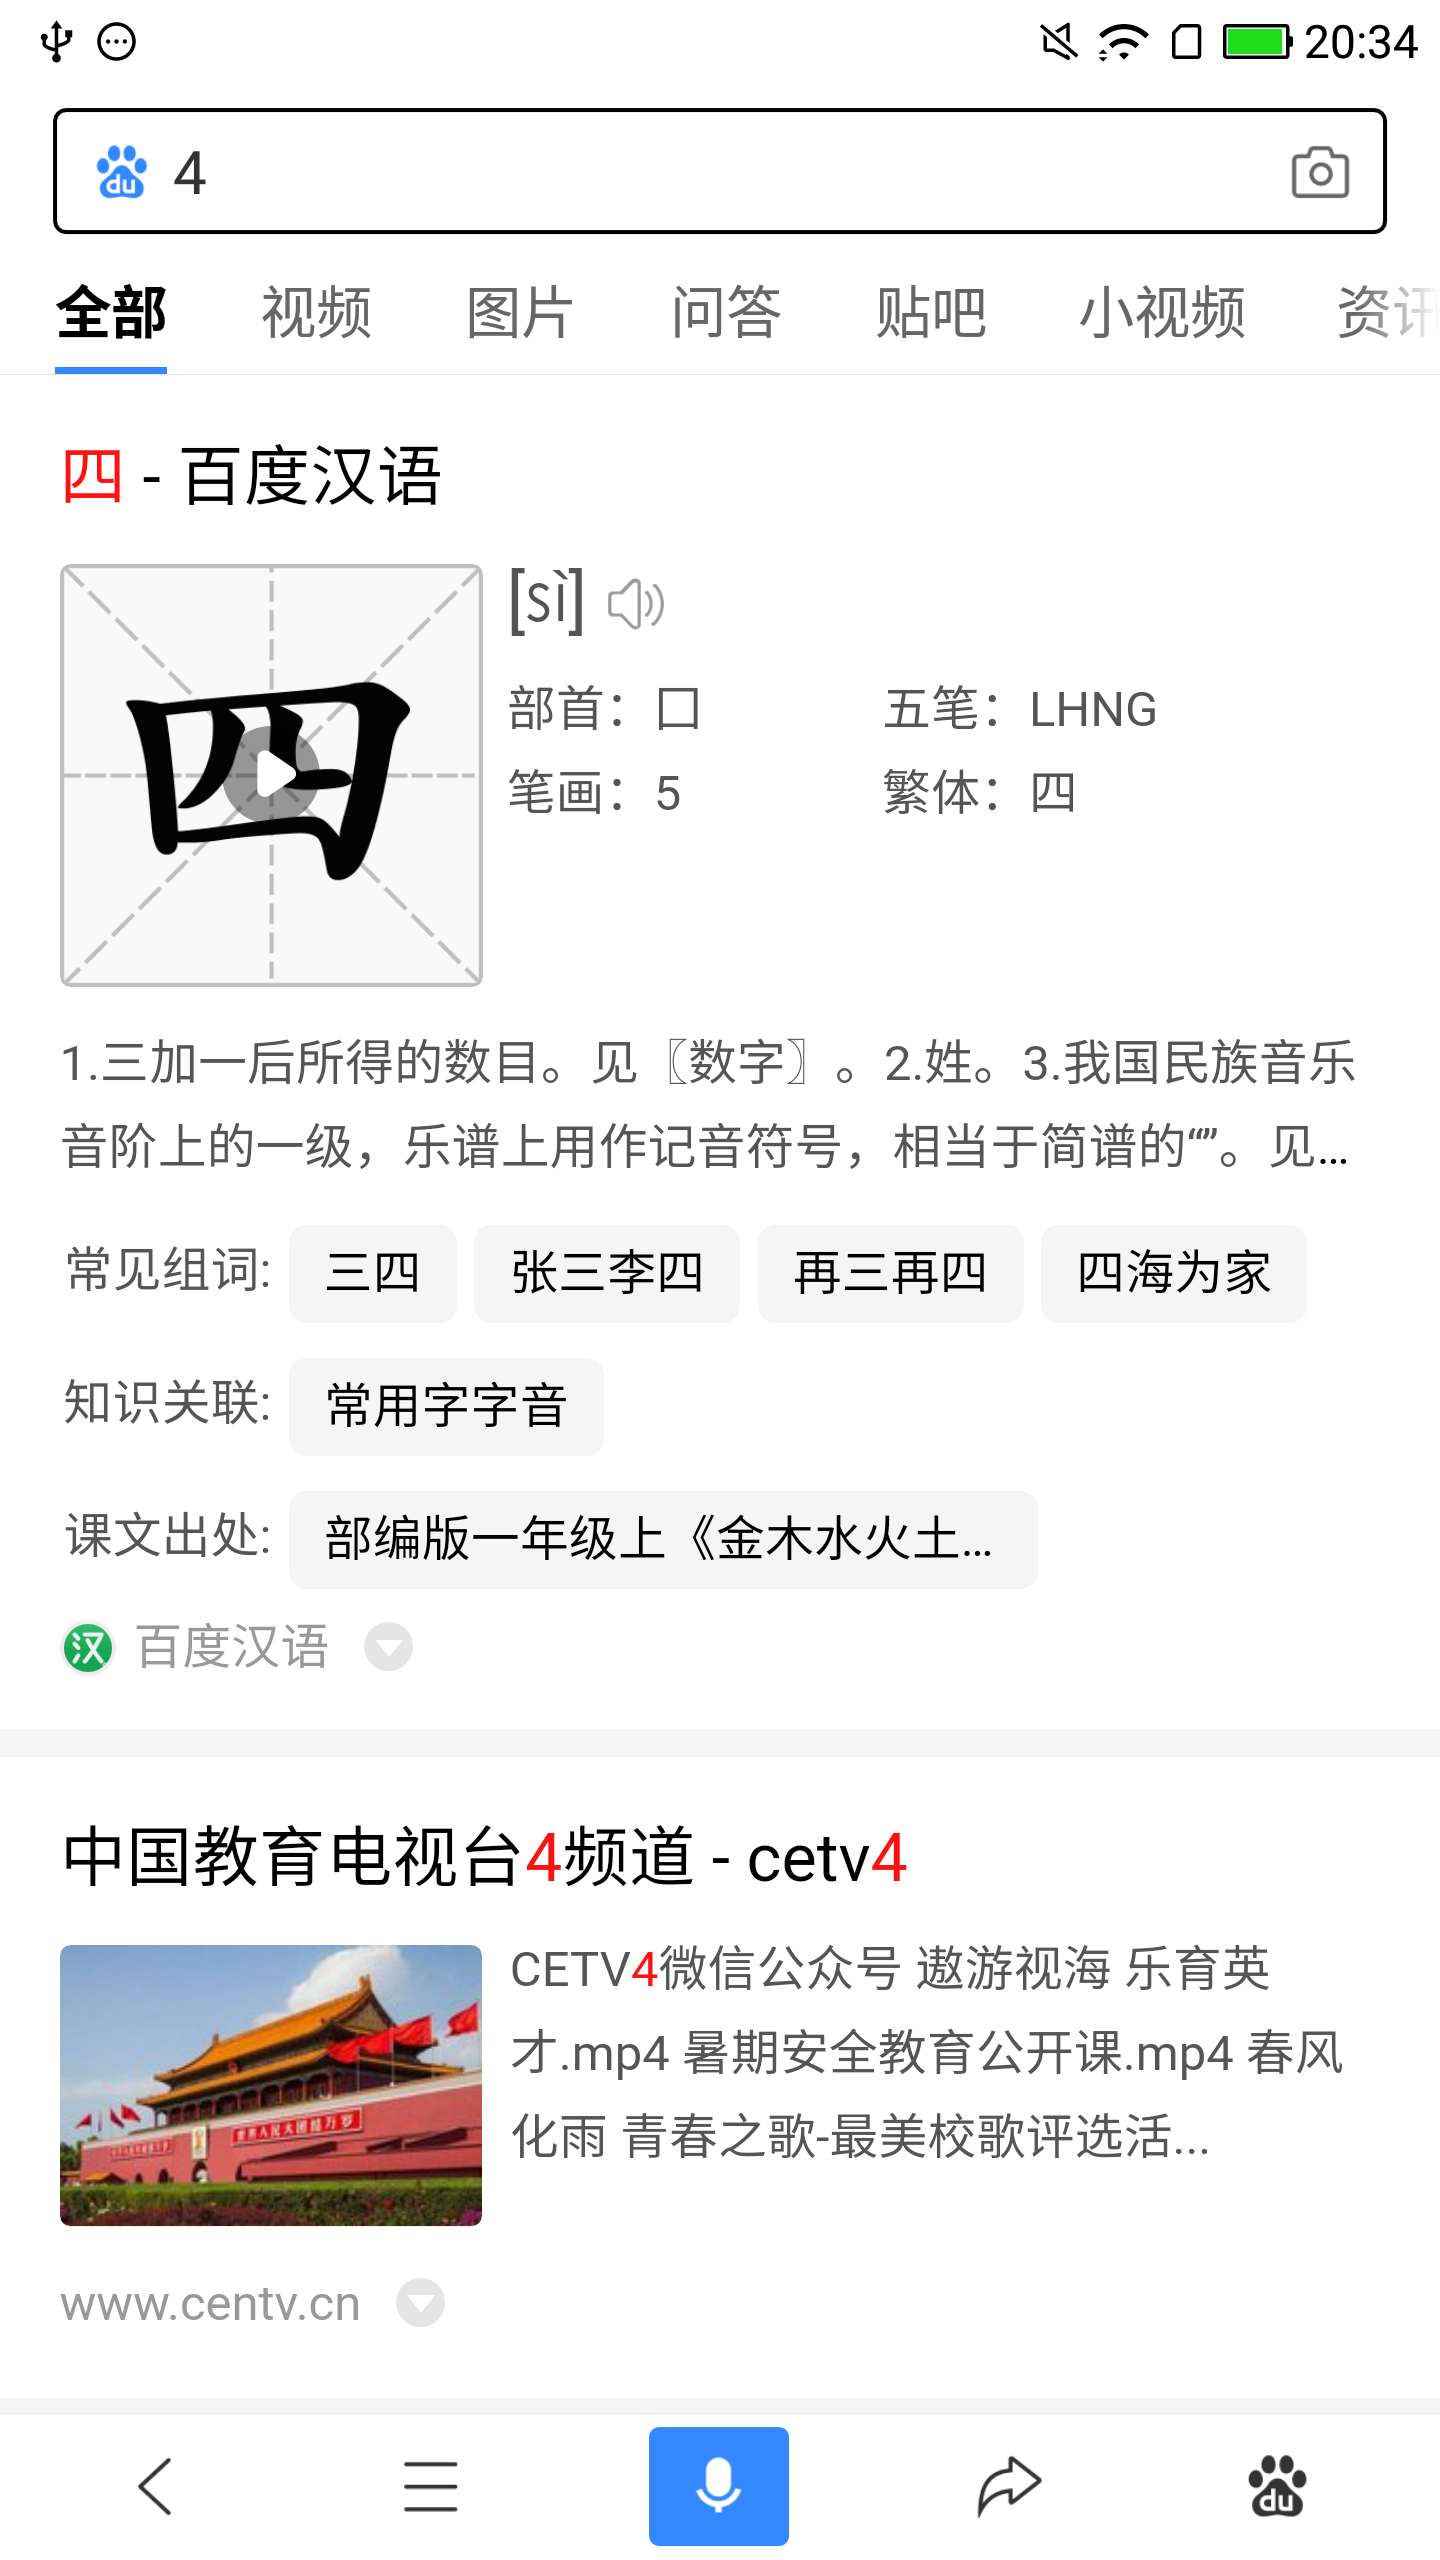 20:34
du 4
全部 视频 图片 问答 贴吧 小视频 资讯
四 - 百度汉语
四
[sì]
部首：囗 五笔：LHNG
笔画：5 繁体：四
1.三加一后所得的数目。见〖数字〗。2.姓。3.我国民族音乐
音阶上的一级，乐谱上用作记音符号，相当于简谱的“”。见...
常见组词: 三四 张三李四 再三再四 四海为家
知识关联: 常用字字音
课文出处: 部编版一年级上《金木水火土...
汉 百度汉语
中国教育电视台4频道 - cetv4
CETV4微信公众号 遨游视海 乐育英
才.mp4 暑期安全教育公开课.mp4 春风
化雨 青春之歌-最美校歌评选活...
www.centv.cn
du